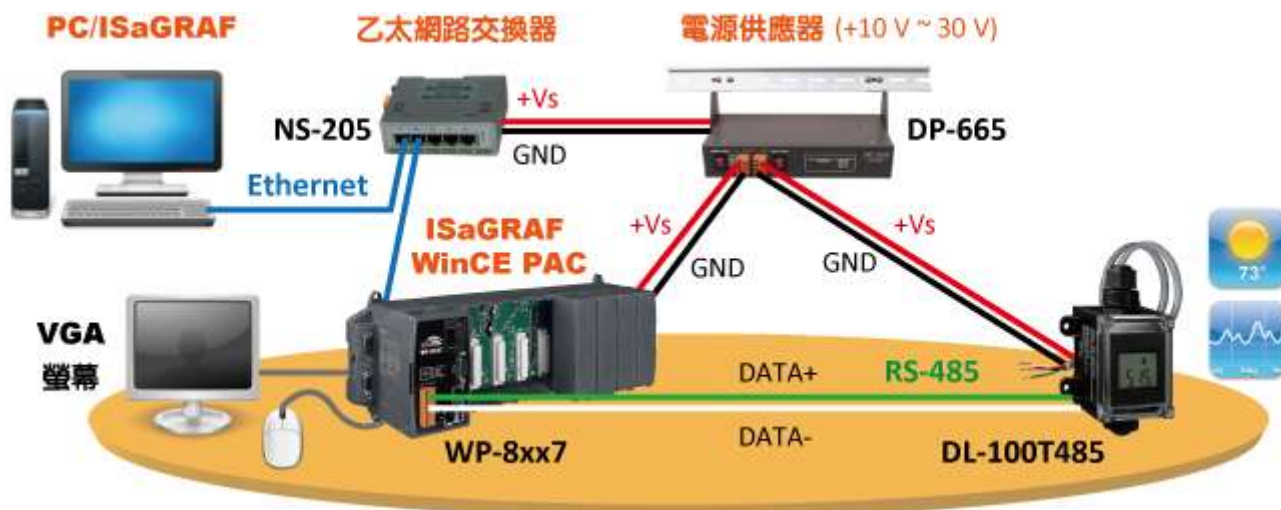 PC/ISaGRAF
乙太網路交換器
電源供應器 (+10 V ~ 30 V)
NS-205
+Vs
GND
DP-665
Ethernet
ISaGRAF
WinCE PAC
+Vs
GND
+Vs
GND
73°
VGA
螢幕
DATA+
RS-485
DATA-
WP-8xx7
DL-100T485